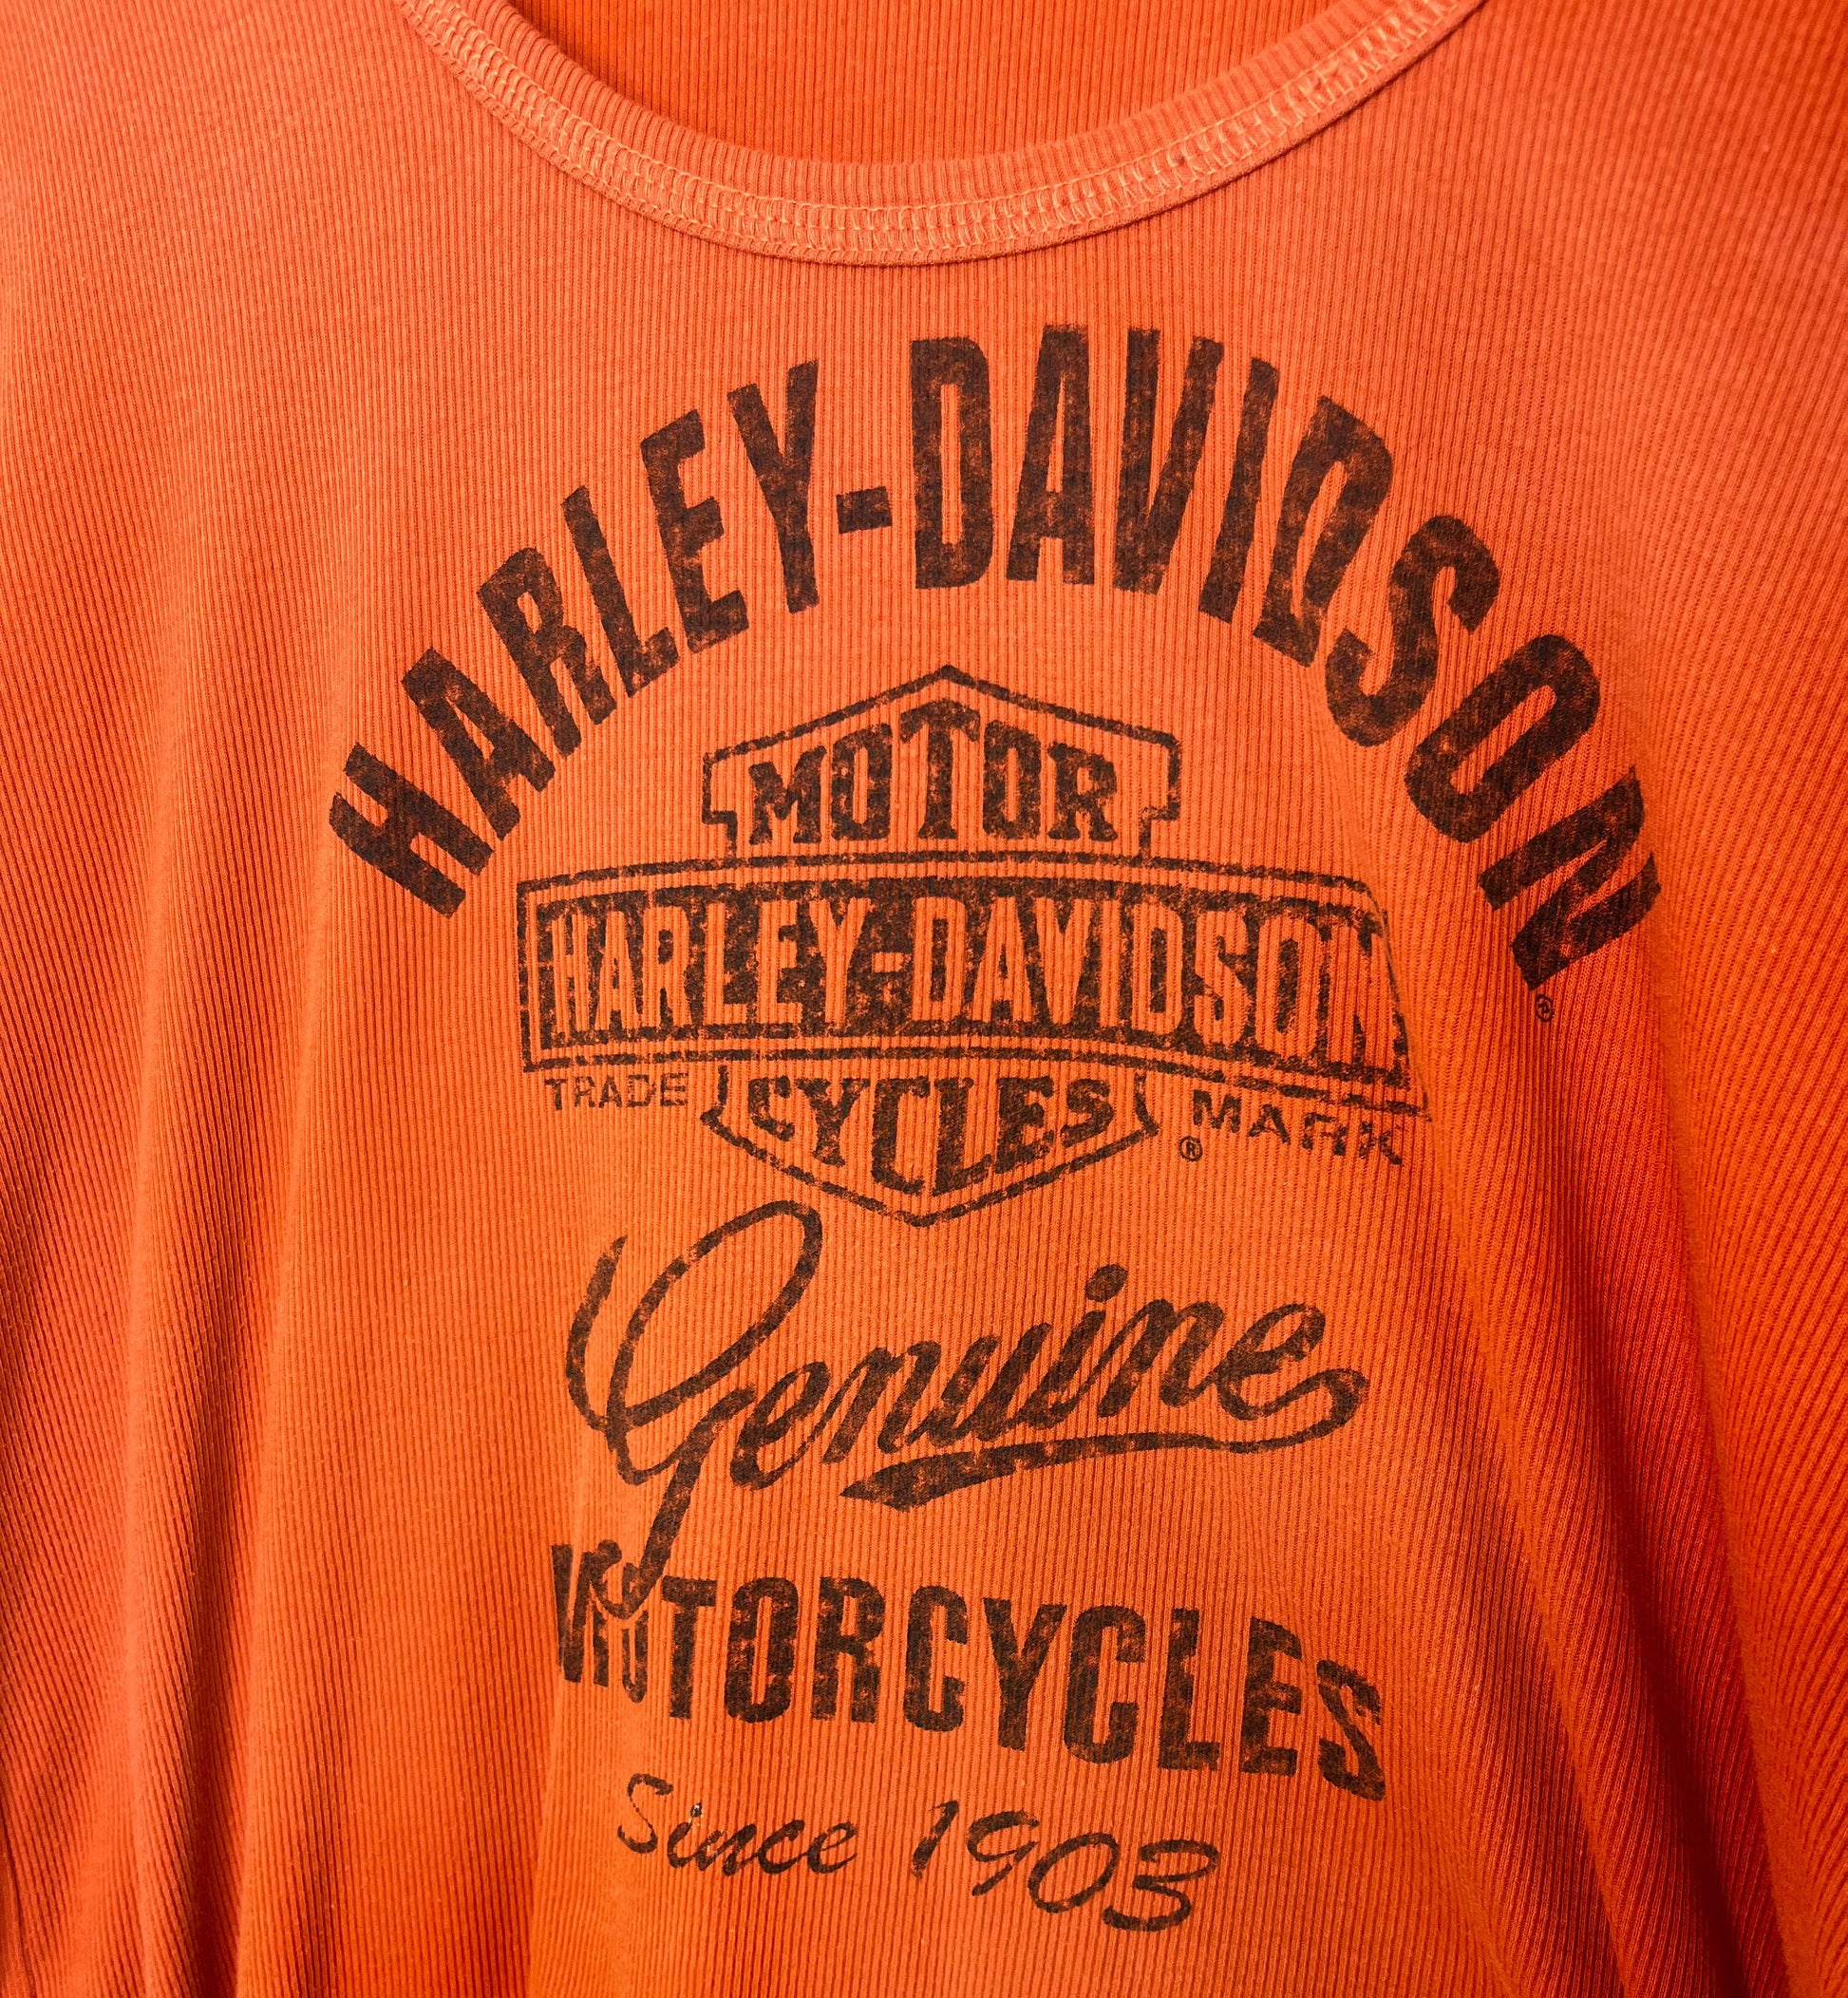 HARLEY-DAVIDSON®
MOTOR
HARLEY-DAVIDSON
TRADE CYCLES MARK
®
Genuine
MOTORCYCLES
Since 1903